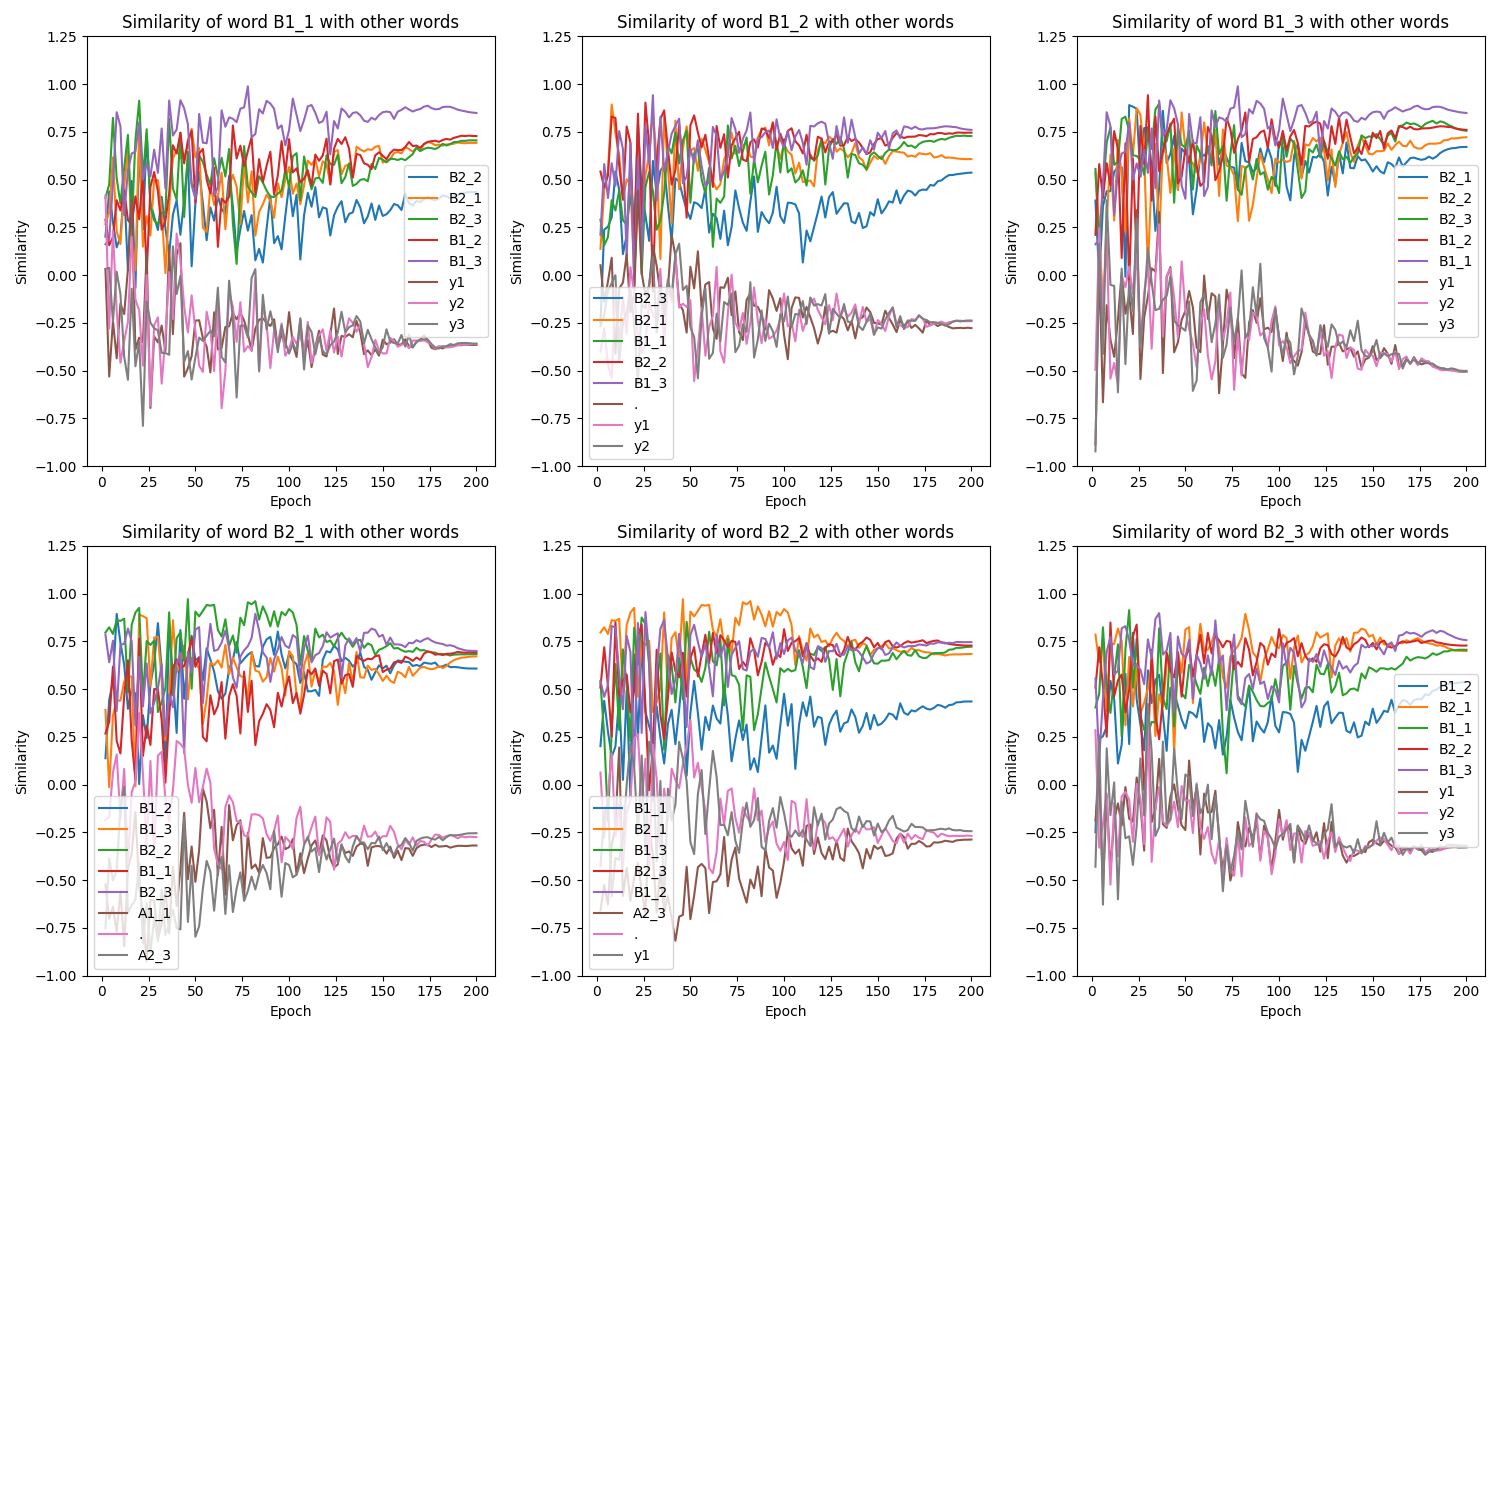 Similarity of word B1_1 with other words
1.25
1.00
0.75
0.50
0.25
0.00
−0.25
−0.50
−0.75
−1.00
Similarity
0 25 50 75 100 125 150 175 200
Epoch
B2_2
B2_1
B2_3
B1_2
B1_3
y1
y2
y3
Similarity of word B1_2 with other words
1.25
1.00
0.75
0.50
0.25
0.00
−0.25
−0.50
−0.75
−1.00
Similarity
0 25 50 75 100 125 150 175 200
Epoch
B2_3
B2_1
B1_1
B2_2
B1_3
.
y1
y2
Similarity of word B1_3 with other words
1.25
1.00
0.75
0.50
0.25
0.00
−0.25
−0.50
−0.75
−1.00
Similarity
0 25 50 75 100 125 150 175 200
Epoch
B2_1
B2_2
B2_3
B1_2
B1_1
y1
y2
y3
Similarity of word B2_1 with other words
1.25
1.00
0.75
0.50
0.25
0.00
−0.25
−0.50
−0.75
−1.00
Similarity
0 25 50 75 100 125 150 175 200
Epoch
B1_2
B1_3
B2_2
B1_1
B2_3
A1_1
.
A2_3
Similarity of word B2_2 with other words
1.25
1.00
0.75
0.50
0.25
0.00
−0.25
−0.50
−0.75
−1.00
Similarity
0 25 50 75 100 125 150 175 200
Epoch
B1_1
B2_1
B1_3
B2_3
B1_2
A2_3
.
y1
Similarity of word B2_3 with other words
1.25
1.00
0.75
0.50
0.25
0.00
−0.25
−0.50
−0.75
−1.00
Similarity
0 25 50 75 100 125 150 175 200
Epoch
B1_2
B2_1
B1_1
B2_2
B1_3
y1
y2
y3